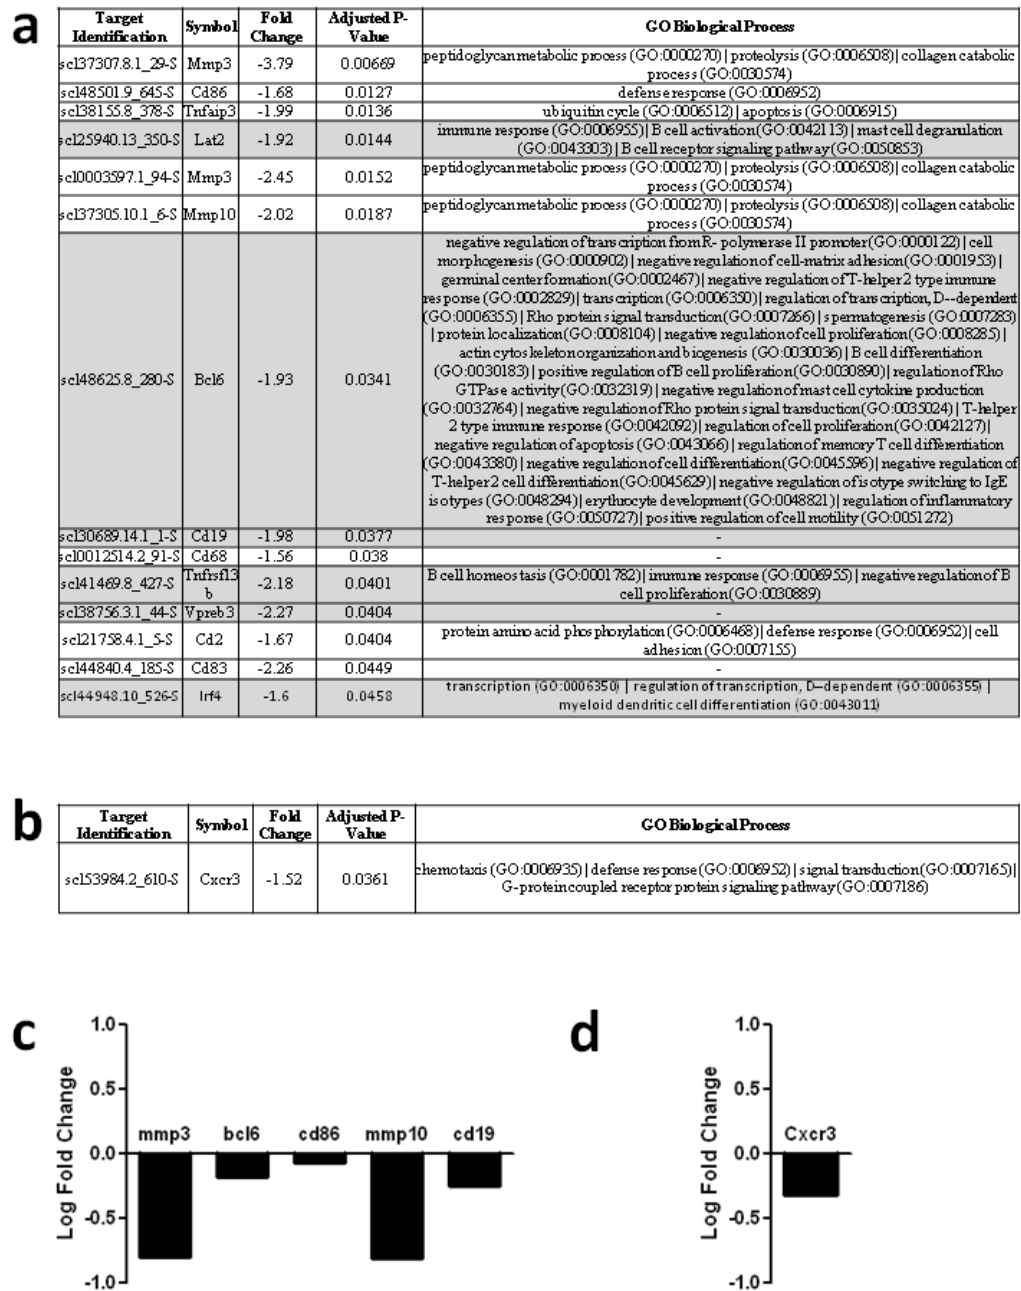 a
Target Identification | Symbol | Fold Change | Adjusted P-Value | GO Biological Process
scl37307.8.1_29-S | Mmp3 | -3.79 | 0.00669 | peptidoglycan metabolic process (GO:0000270) | proteolysis (GO:0006508) | collagen catabolic
process (GO:0030574)
scl48501.9_645-S | Cd86 | -1.68 | 0.0127 | defense response (GO:0006952)
scl38155.8_378-S | Tnfaip3 | -1.99 | 0.0136 | ubiquitin cycle (GO:0006512) | apoptosis (GO:0006915)
scl25940.13_350-S | Lat2 | -1.92 | 0.0144 | immune response (GO:0006955) | B cell activation (GO:0042113) | mast cell degranulation
(GO:0043303) | B cell receptor signaling pathway (GO:0050853)
scl0003597.1_94-S | Mmp3 | -2.45 | 0.0152 | peptidoglycan metabolic process (GO:0000270) | proteolysis (GO:0006508) | collagen catabolic
process (GO:0030574)
scl37305.10.1_6-S | Mmp10 | -2.02 | 0.0187 | peptidoglycan metabolic process (GO:0000270) | proteolysis (GO:0006508) | collagen catabolic
process (GO:0030574)
scl48625.8_280-S | Bcl6 | -1.93 | 0.0341 | negative regulation of transcription from R- polymerase II promoter (GO:0000122) | cell
morphogenesis (GO:0000902) | negative regulation of cell-matrix adhesion (GO:0001953) |
germinal center formation (GO:0002467) | negative regulation of T-helper 2 type immune
response (GO:0002829) | transcription (GO:0006350) | regulation of transcription, D--dependent
(GO:0006355) | Rho protein signal transduction (GO:0007266) | spermatogenesis (GO:0007283)
| protein localization (GO:0008104) | negative regulation of cell proliferation (GO:0008285) |
actin cytoskeleton organization and biogenesis (GO:0030036) | B cell differentiation
(GO:0030183) | positive regulation of B cell proliferation (GO:0030890) | regulation of Rho
GTPase activity (GO:0032319) | negative regulation of mast cell cytokine production
(GO:0032764) | negative regulation of Rho protein signal transduction (GO:0035024) | T-helper
2 type immune response (GO:0042092) | regulation of cell proliferation (GO:0042127) |
negative regulation of apoptosis (GO:0043066) | regulation of memory T cell differentiation
(GO:0043380) | negative regulation of cell differentiation (GO:0045596) | negative regulation of
T-helper 2 cell differentiation (GO:0045629) | negative regulation of isotype switching to IgE
isotypes (GO:0048294) | erythrocyte development (GO:0048821) | regulation of inflammatory
response (GO:0050727) | positive regulation of cell motility (GO:0051272)
scl30689.14.1_1-S | Cd19 | -1.98 | 0.0377 | -
scl0012514.2_91-S | Cd68 | -1.56 | 0.038 | -
scl41469.8_427-S | Tnfrsf13b | -2.18 | 0.0401 | B cell homeostasis (GO:0001782) | immune response (GO:0006955) | negative regulation of B
cell proliferation (GO:0030889)
scl38756.3.1_44-S | Vpreb3 | -2.27 | 0.0404 | -
scl21758.4.1_5-S | Cd2 | -1.67 | 0.0404 | protein amino acid phosphorylation (GO:0006468) | defense response (GO:0006952) | cell
adhesion (GO:0007155)
scl44840.4_185-S | Cd83 | -2.26 | 0.0449 | -
scl44948.10_526-S | Irf4 | -1.6 | 0.0458 | transcription (GO:0006350) | regulation of transcription, D--dependent (GO:0006355) |
myeloid dendritic cell differentiation (GO:0043011)
b
Target Identification | Symbol | Fold Change | Adjusted P-Value | GO Biological Process
scl53984.2_610-S | Cxcr3 | -1.52 | 0.0361 | chemotaxis (GO:0006935) | defense response (GO:0006952) | signal transduction (GO:0007165) |
G-protein coupled receptor protein signaling pathway (GO:0007186)
c
Log Fold Change
1.0
0.5
0.0
-0.5
-1.0
mmp3 bcl6 cd86 mmp10 cd19
d
Log Fold Change
1.0
0.5
0.0
-0.5
-1.0
Cxcr3